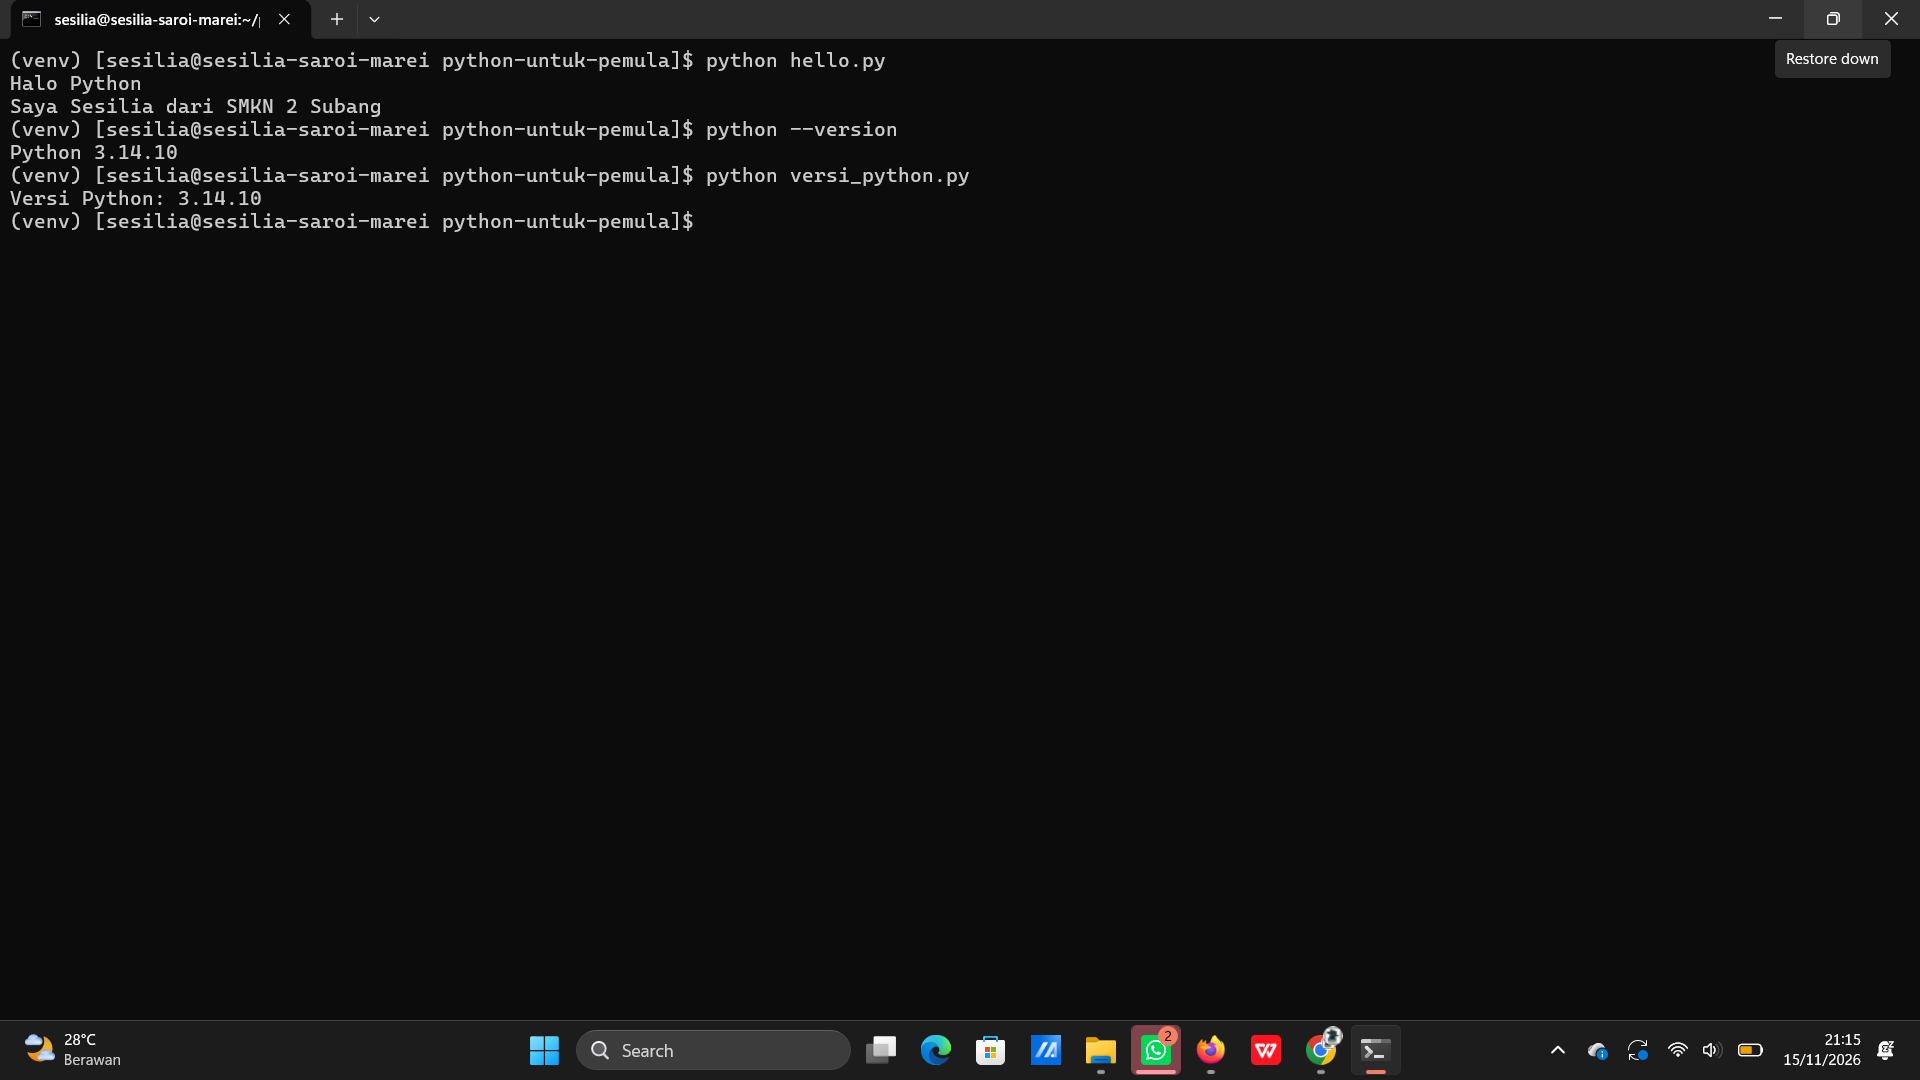 sesilia@sesilia-saroi-marei:~/
Restore down
(venv) [sesilia@sesilia-saroi-marei python-untuk-pemula]$ python hello.py
Halo Python
Saya Sesilia dari SMKN 2 Subang
(venv) [sesilia@sesilia-saroi-marei python-untuk-pemula]$ python --version
Python 3.14.10
(venv) [sesilia@sesilia-saroi-marei python-untuk-pemula]$ python versi_python.py
Versi Python: 3.14.10
(venv) [sesilia@sesilia-saroi-marei python-untuk-pemula]$
28°C
Berawan
Search
2
21:15
15/11/2026